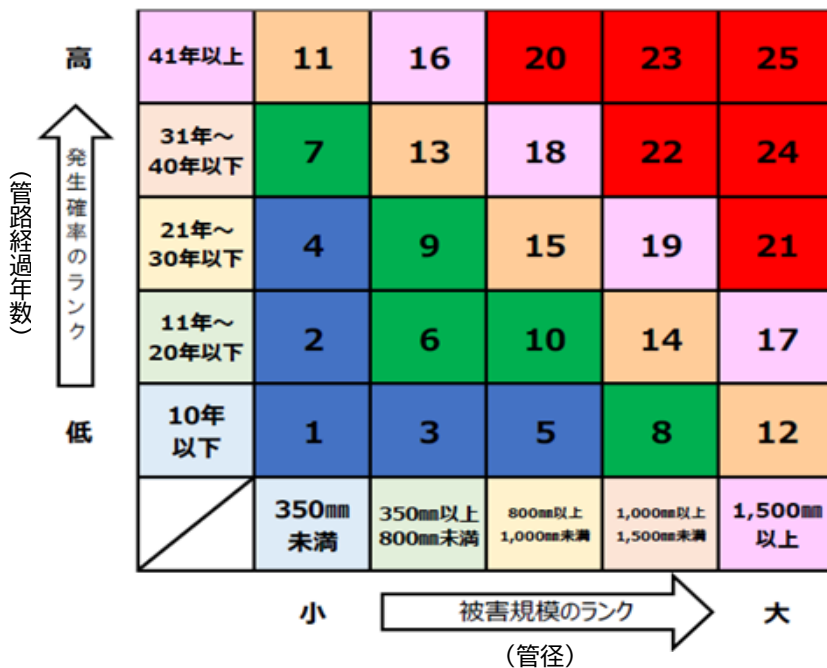 高
41年以上
11
16
20
23
25
31年～
40年以下
7
13
18
22
24
21年～
30年以下
4
9
15
19
21
11年～
20年以下
2
6
10
14
17
低
10年
以下
1
3
5
8
12
発生確率のランク
（管路経過年数）
350㎜
未満
350㎜以上
800㎜未満
800㎜以上
1,000㎜未満
1,000㎜以上
1,500㎜未満
1,500㎜
以上
小
被害規模のランク
大
（管径）